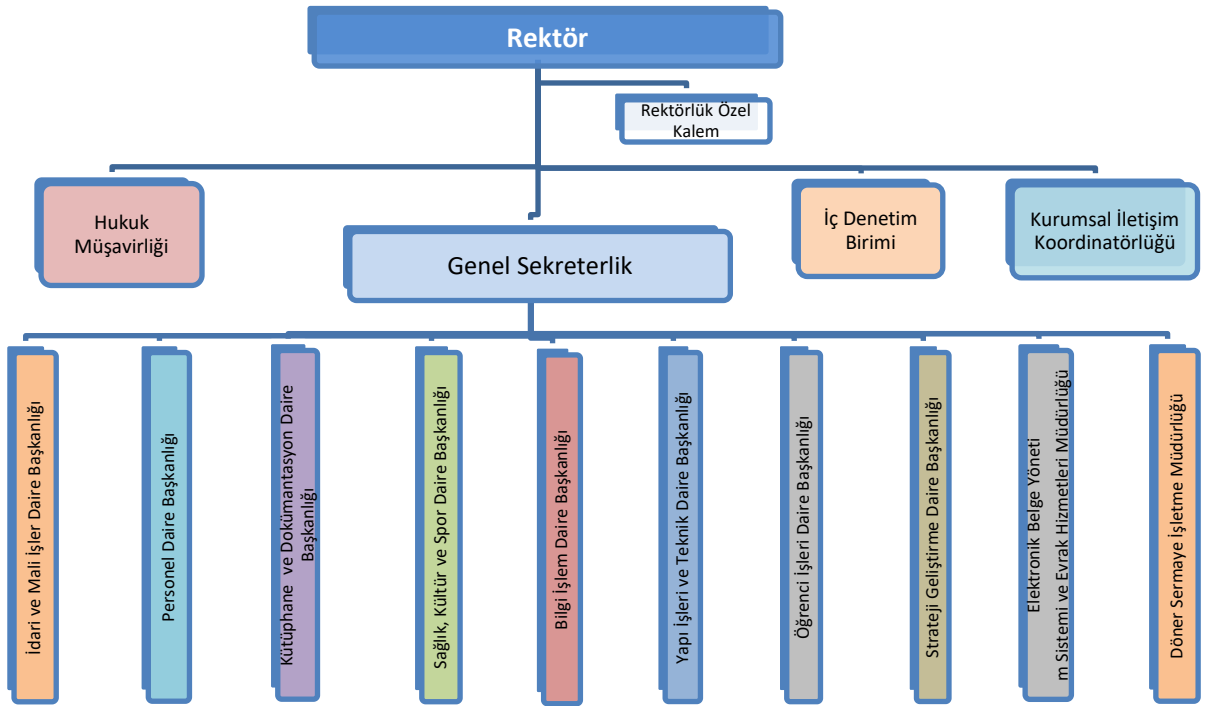 Rektör
Rektörlük Özel
Kalem
Hukuk
Müşavirliği
Genel Sekreterlik
İç Denetim
Birimi
Kurumsal İletişim
Koordinatörlüğü
İdari ve Mali İşler Daire Başkanlığı
Personel Daire Başkanlığı
Kütüphane ve Dokümantasyon Daire
Başkanlığı
Sağlık, Kültür ve Spor Daire Başkanlığı
Bilgi İşlem Daire Başkanlığı
Yapı İşleri ve Teknik Daire Başkanlığı
Öğrenci İşleri Daire Başkanlığı
Strateji Geliştirme Daire Başkanlığı
Elektronik Belge Yöneti
m Sistemi ve Evrak Hizmetleri Müdürlüğü
Döner Sermaye İşletme Müdürlüğü